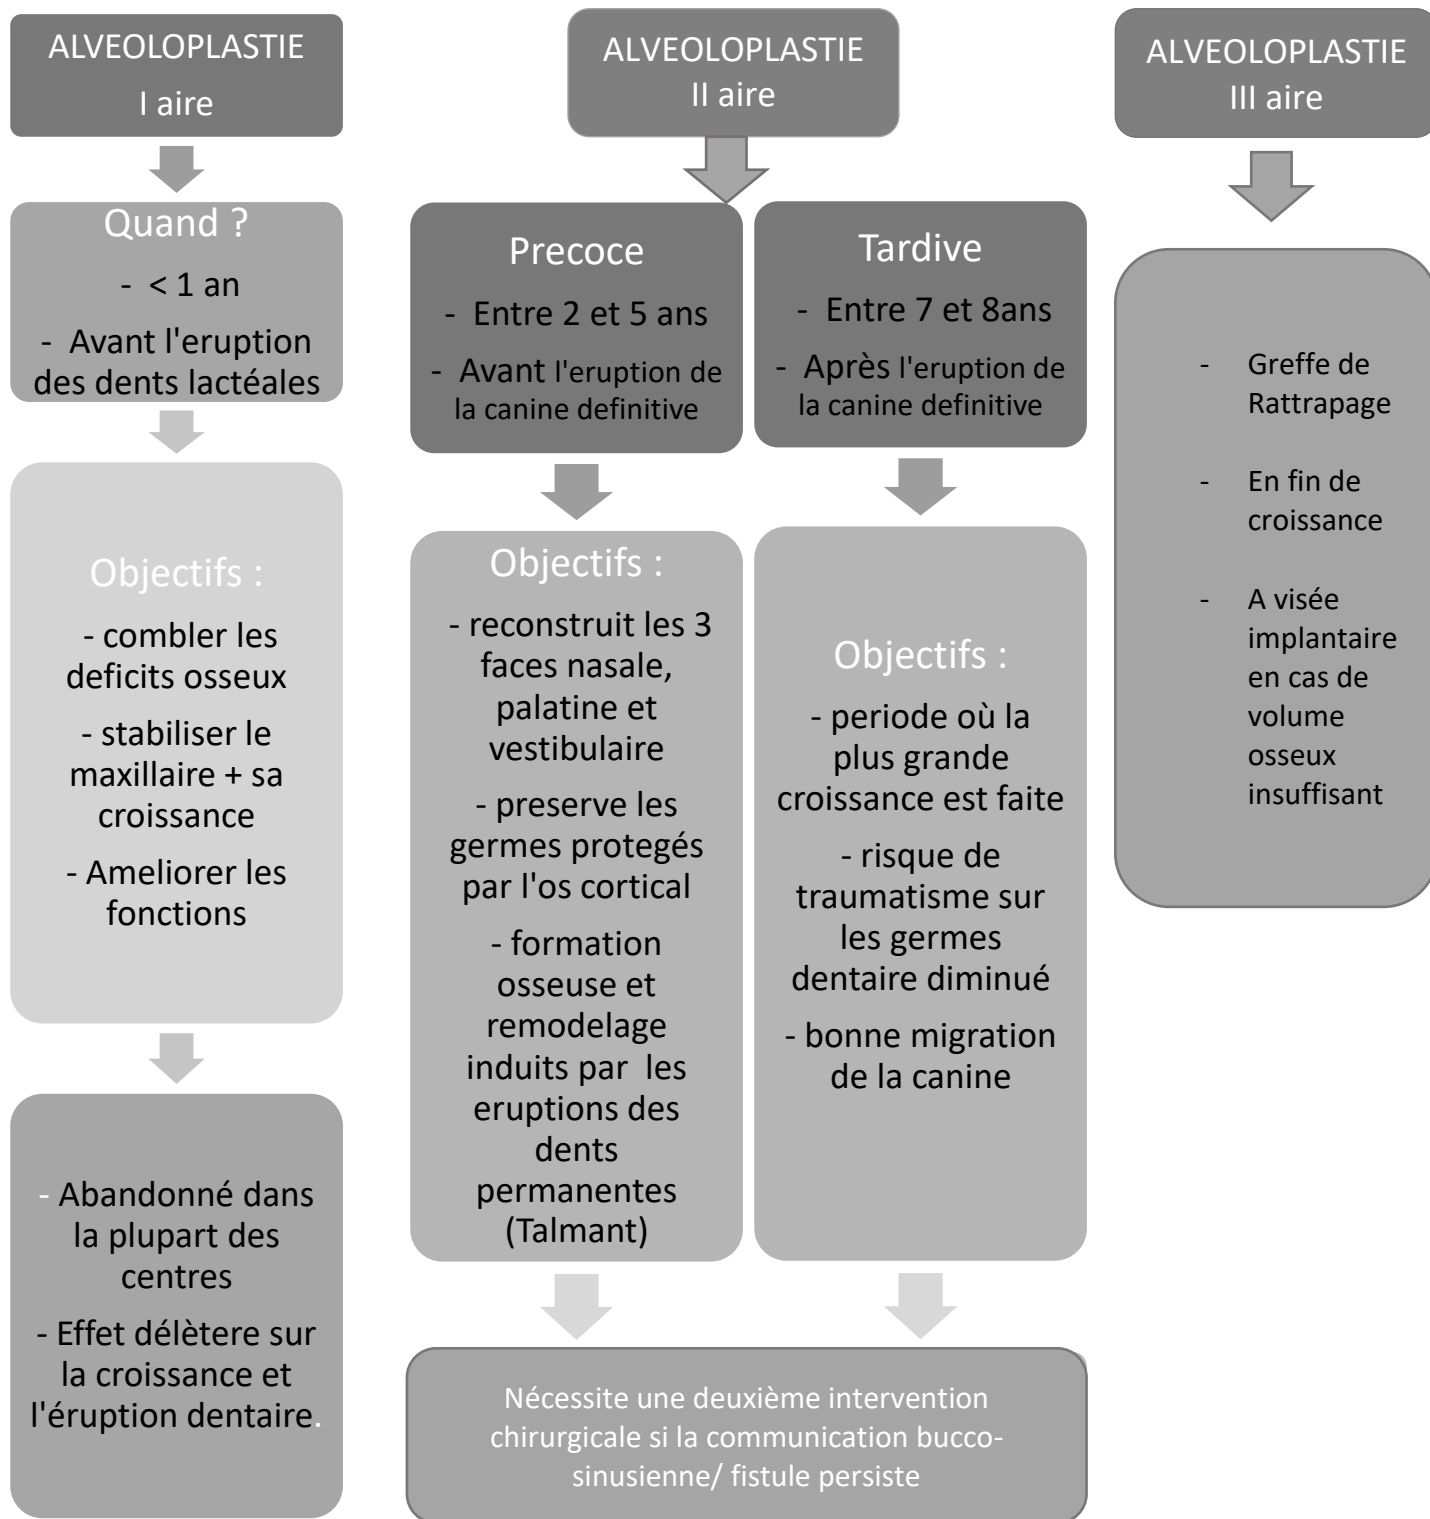 ALVEOLOPLASTIE
I aire
Quand ?
- < 1 an
- Avant l'eruption
des dents lactéales
Objectifs :
- combler les
deficits osseux
- stabiliser le
maxillaire + sa
croissance
- Ameliorer les
fonctions
- Abandonné dans
la plupart des
centres
- Effet délètere sur
la croissance et
l'éruption dentaire.
ALVEOLOPLASTIE
II aire
Precoce
- Entre 2 et 5 ans
- Avant l'eruption de
la canine definitive
Objectifs :
- reconstruit les 3
faces nasale,
palatine et
vestibulaire
- preserve les
germes protegés
par l'os cortical
- formation
osseuse et
remodelage
induits par les
eruptions des
dents
permanentes
(Talmant)
Tardive
- Entre 7 et 8ans
- Après l'eruption de
la canine definitive
Objectifs :
- periode où la
plus grande
croissance est faite
- risque de
traumatisme sur
les germes
dentaire diminué
- bonne migration
de la canine
Nécessite une deuxième intervention
chirurgicale si la communication bucco-
sinusienne/ fistule persiste
ALVEOLOPLASTIE
III aire
- Greffe de
Rattrapage
- En fin de
croissance
- A visée
implantaire
en cas de
volume
osseux
insuffisant